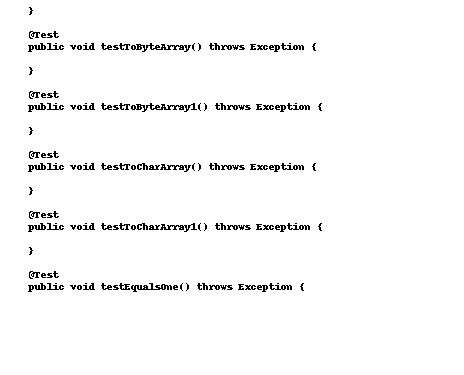 }
@Test
public void testToByteArray() throws Exception {
}
@Test
public void testToByteArray1() throws Exception {
}
@Test
public void testToCharArray() throws Exception {
}
@Test
public void testToCharArray1() throws Exception {
}
@Test
public void testEqualsOne() throws Exception {